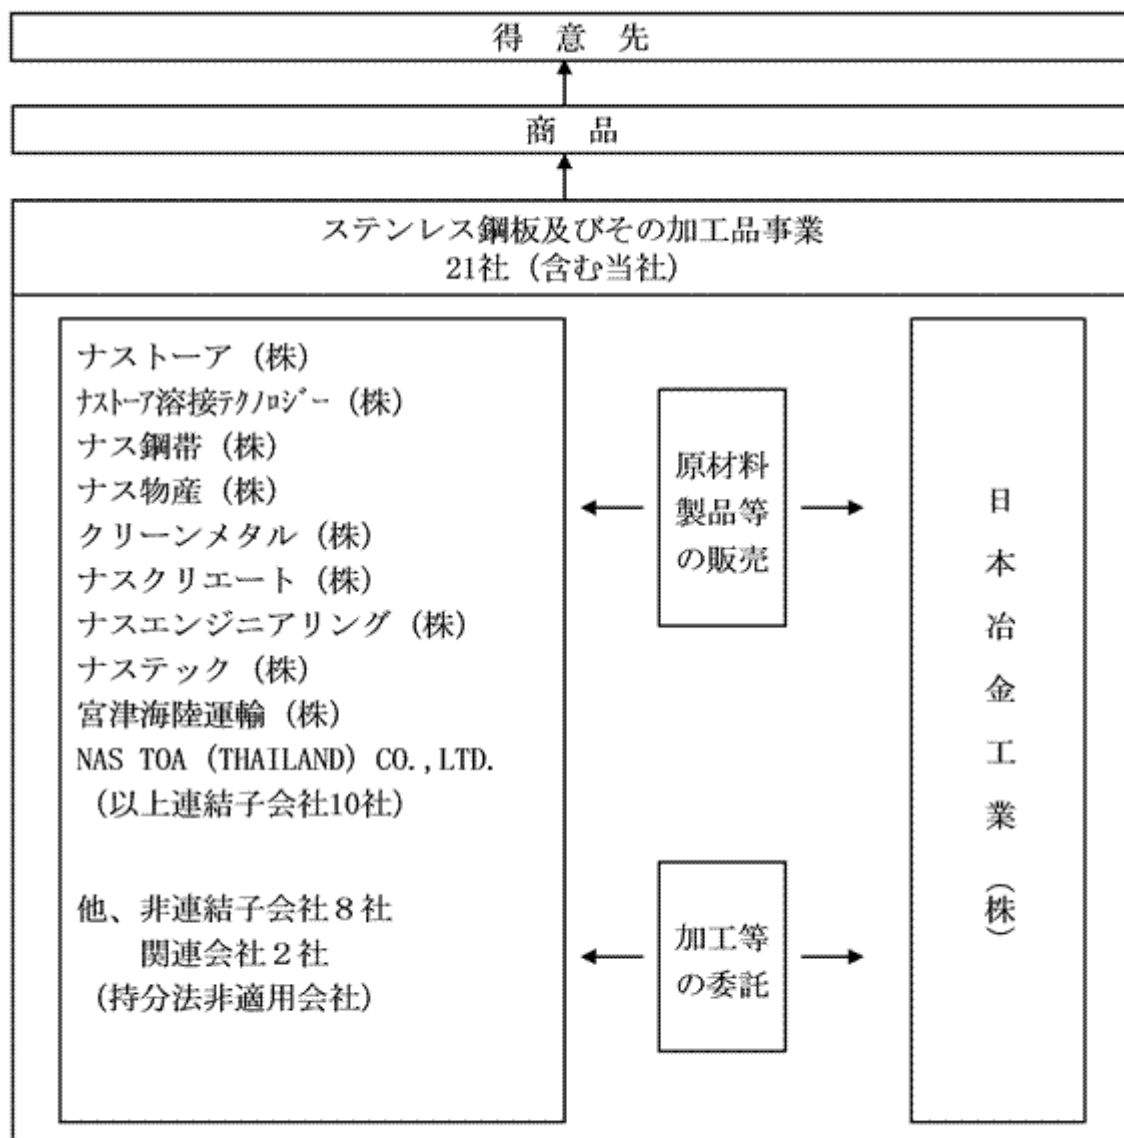 得 意 先
商 品
ステンレス鋼板及びその加工品事業
21社（含む当社）
ナストーア（株）
ﾅｽﾄｰｱ溶接ﾃｸﾉﾛｼﾞｰ（株）
ナス鋼帯（株）
ナス物産（株）
クリーンメタル（株）
ナスクリエート（株）
ナスエンジニアリング（株）
ナステック（株）
宮津海陸運輸（株）
NAS TOA (THAILAND) CO.,LTD.
（以上連結子会社10社）
他、非連結子会社８社
関連会社２社
（持分法非適用会社）
原材料
製品等
の販売
加工等
の委託
日本冶金工業（株）